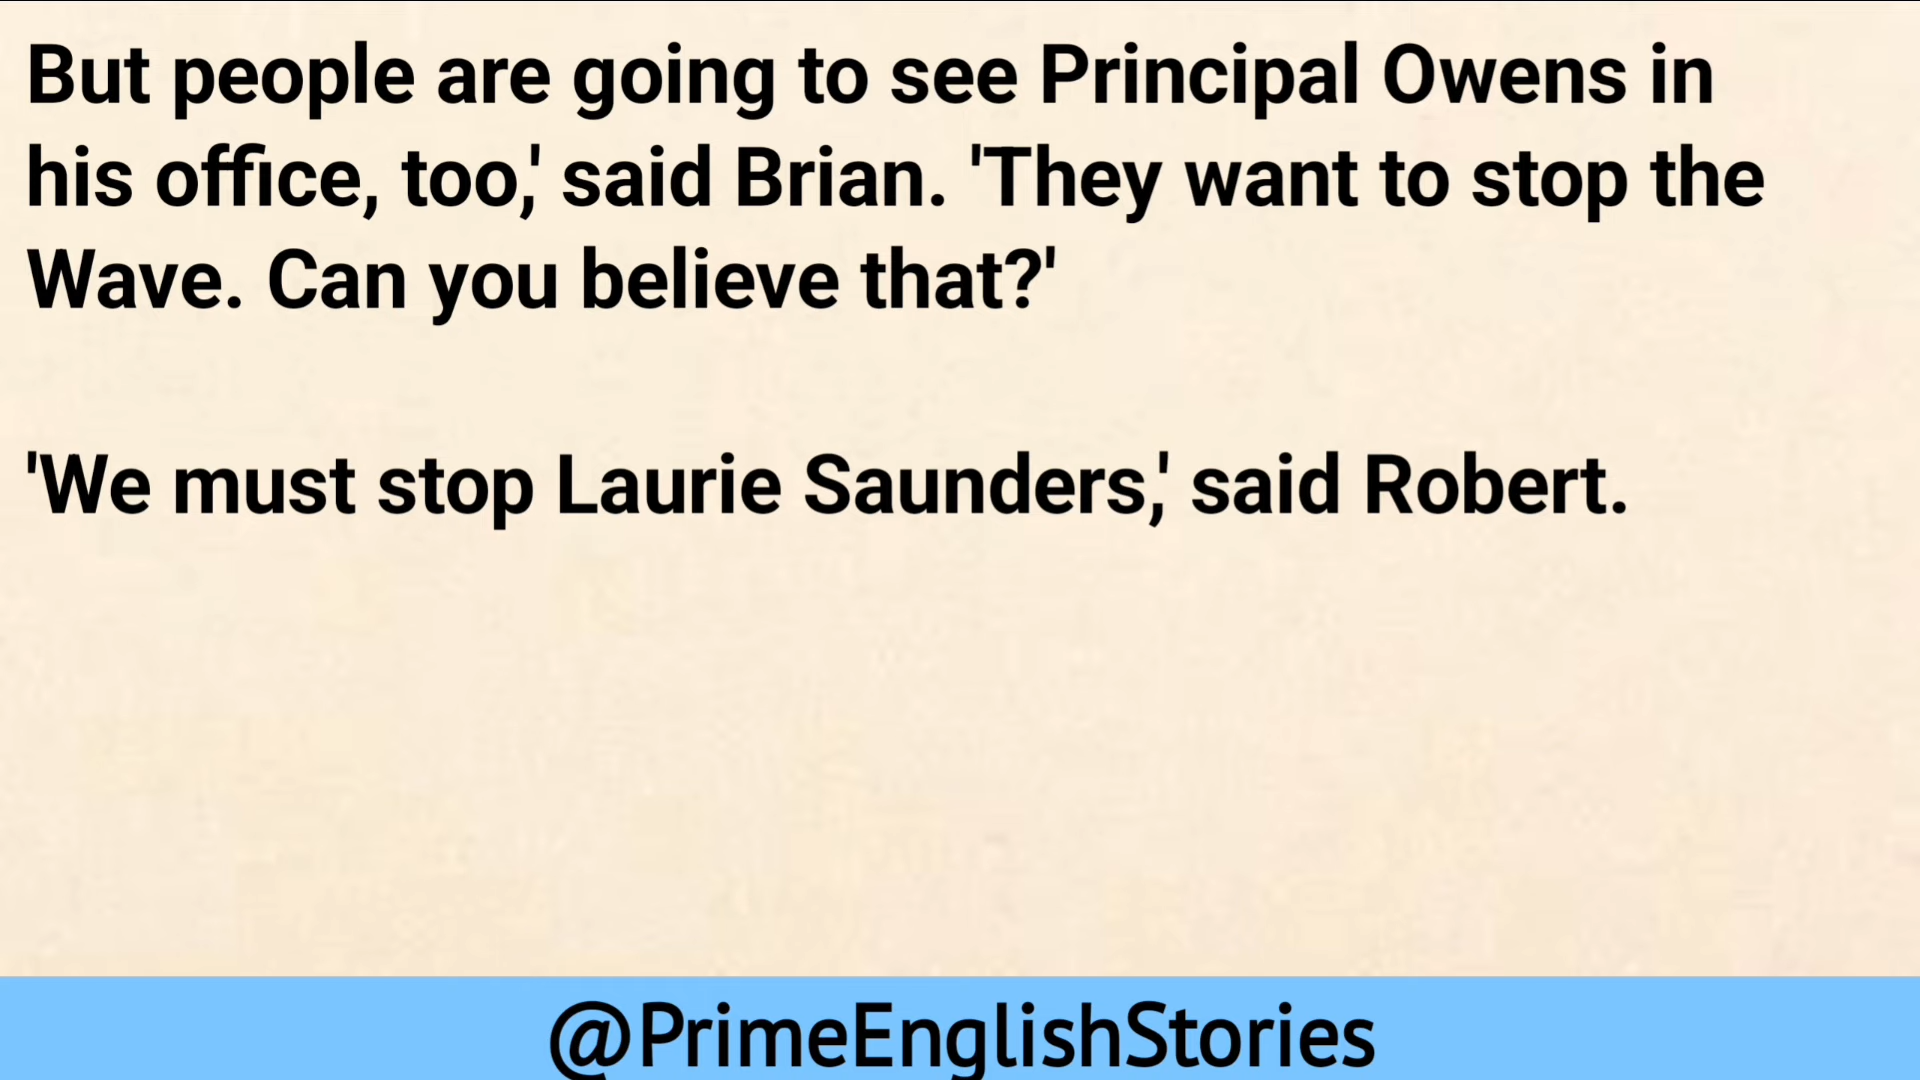 But people are going to see Principal Owens in
his office, too,' said Brian. 'They want to stop the
Wave. Can you believe that?'
'We must stop Laurie Saunders,' said Robert.
@PrimeEnglishStories